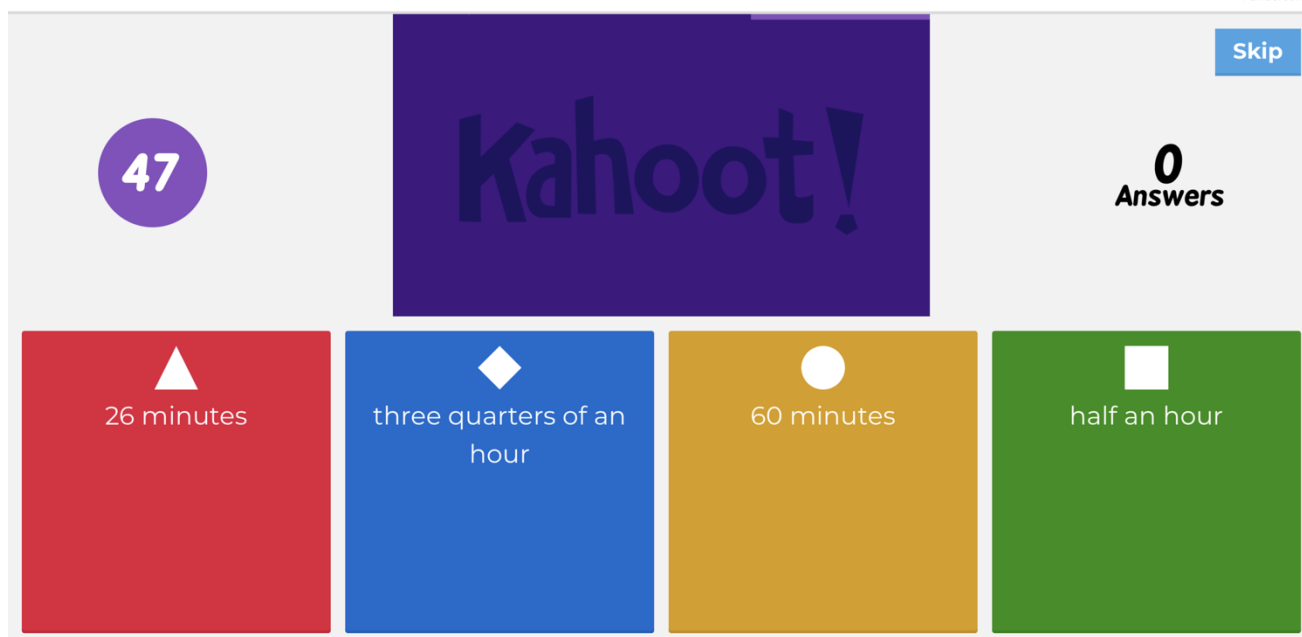 Skip
47
Kahoot!
0
Answers
26 minutes
three quarters of an
hour
60 minutes
half an hour